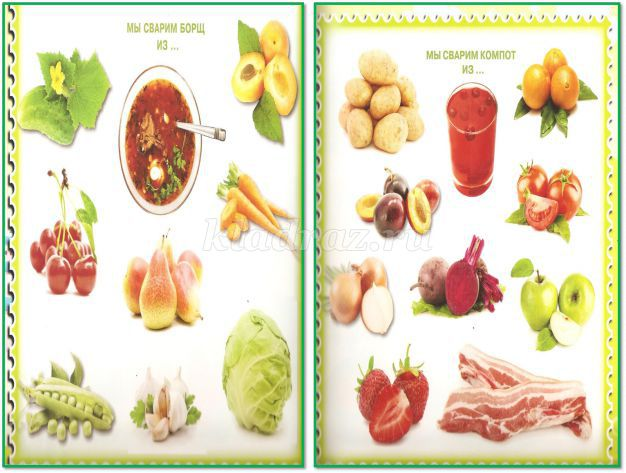 МЫ СВАРИМ БОРЩ
ИЗ ...
МЫ СВАРИМ КОМПОТ
ИЗ ...
kladraz.ru